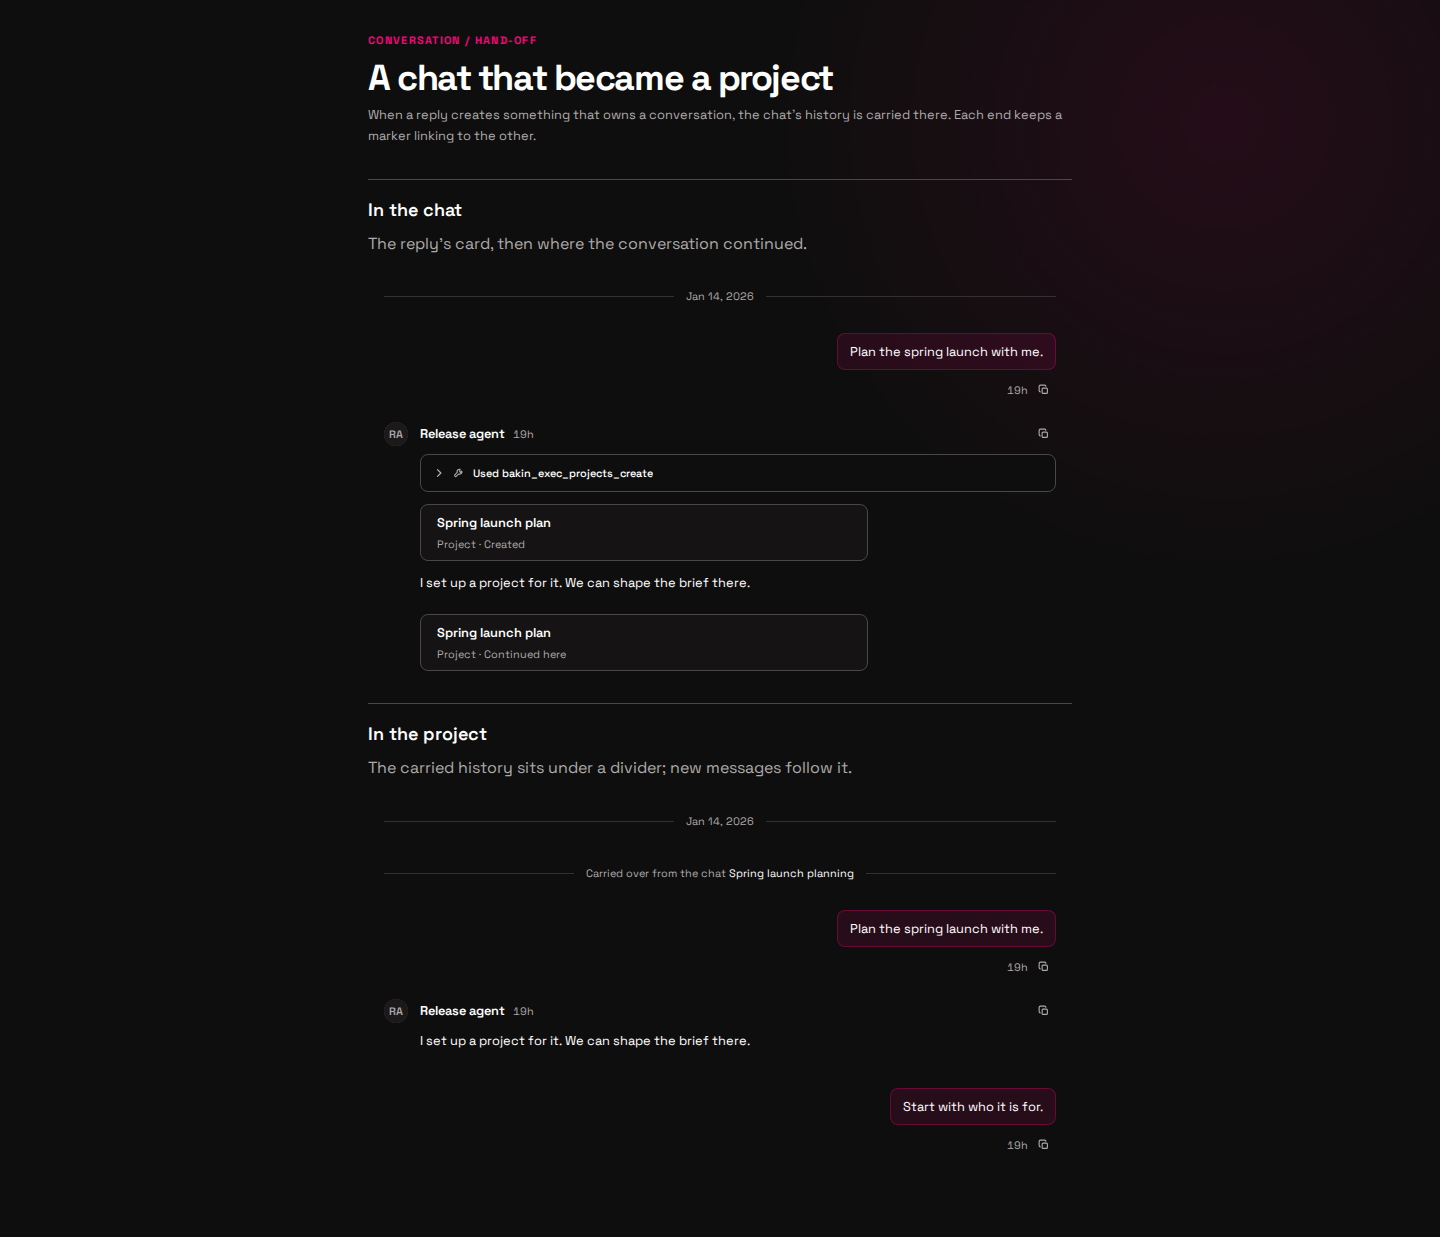 CONVERSATION / HAND-OFF
A chat that became a project
When a reply creates something that owns a conversation, the chat's history is carried there. Each end keeps a
marker linking to the other.
In the chat
The reply's card, then where the conversation continued.
Jan 14, 2026
Plan the spring launch with me.
19h
RA Release agent 19h
Used bakin_exec_projects_create
Spring launch plan
Project · Created
I set up a project for it. We can shape the brief there.
Spring launch plan
Project · Continued here
In the project
The carried history sits under a divider; new messages follow it.
Jan 14, 2026
Carried over from the chat Spring launch planning
Plan the spring launch with me.
19h
RA Release agent 19h
I set up a project for it. We can shape the brief there.
Start with who it is for.
19h